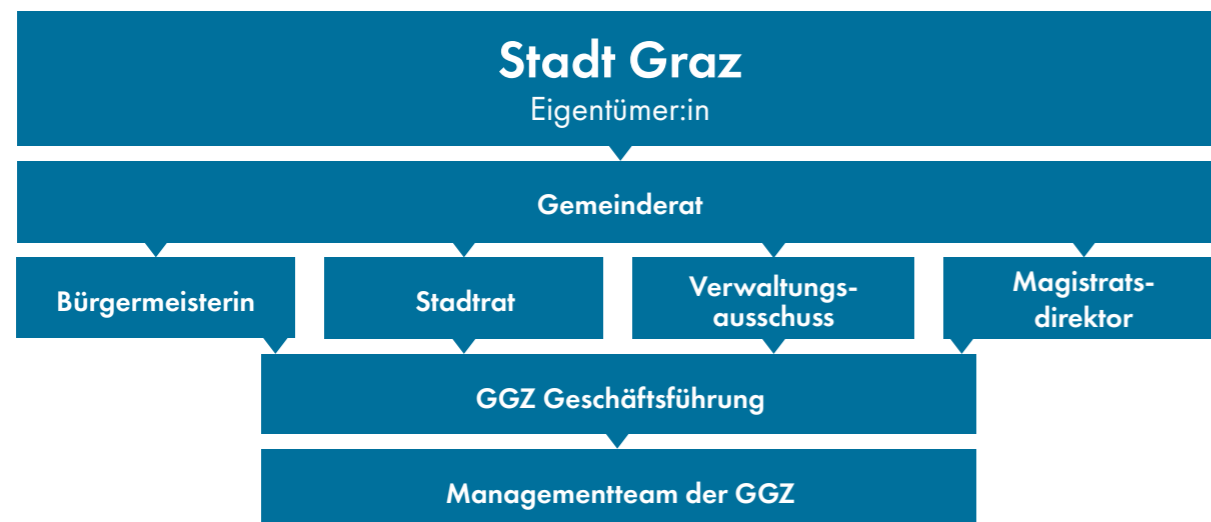 Stadt Graz
Eigentümer:in
Gemeinderat
Bürgermeisterin
Stadtrat
Verwaltungs-
ausschuss
Magistrats-
direktor
GGZ Geschäftsführung
Managementteam der GGZ